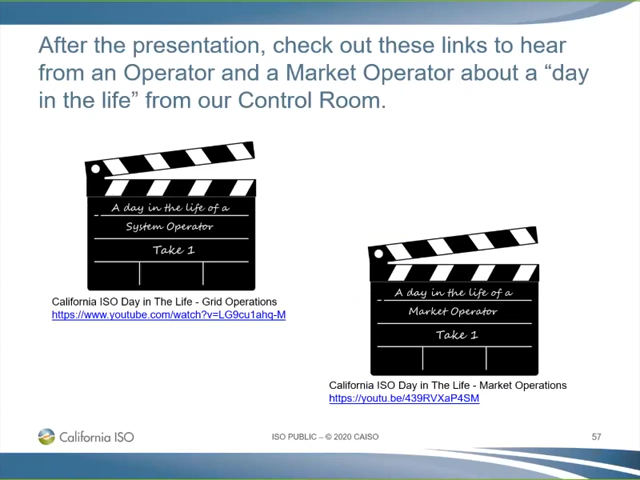 After the presentation, check out these links to hear
from an Operator and a Market Operator about a “day
in the life” from our Control Room.
A day in the life of a
System Operator
Take 1
California ISO Day in The Life - Grid Operations
https://www.youtube.com/watch?v=LG9cu1ahq-M
A day in the life of a
Market Operator
Take 1
California ISO Day in The Life - Market Operations
https://youtu.be/439RVXaP4SM
California ISO
ISO PUBLIC – © 2020 CAISO
57